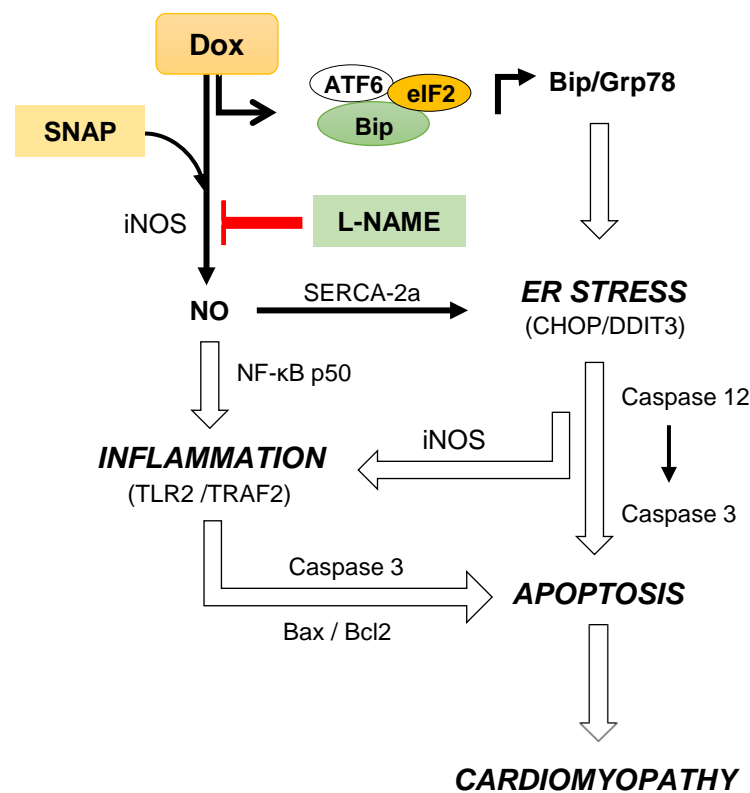 Dox
ATF6
eIF2
Bip
Bip/Grp78
SNAP
iNOS
L-NAME
NO
SERCA-2a
ER STRESS
(CHOP/DDIT3)
NF-κB p50
Caspase 12
iNOS
INFLAMMATION
(TLR2 /TRAF2)
Caspase 3
Caspase 3
APOPTOSIS
Bax / Bcl2
CARDIOMYOPATHY